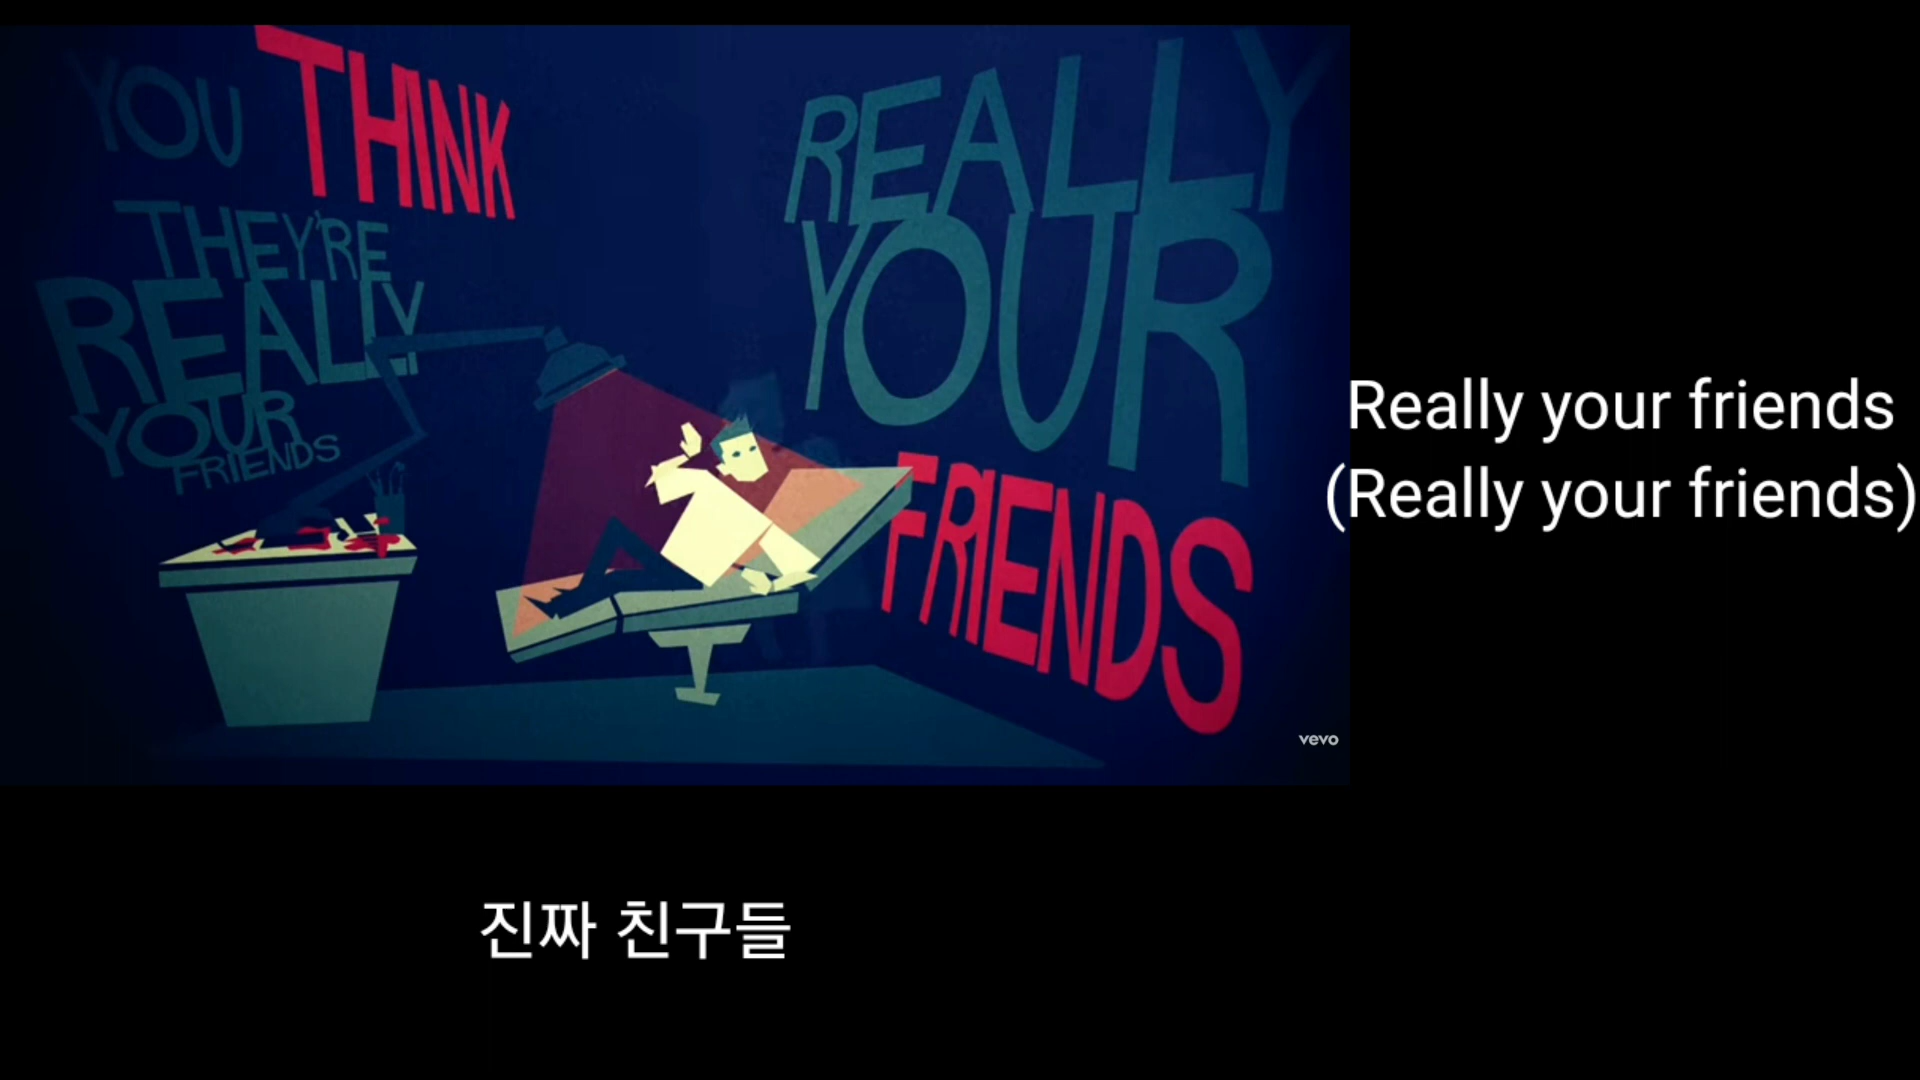 YOU THINK
THEY'RE
REALLY
YOUR
FRIENDS
REALLY
YOUR
FRIENDS
vevo
Really your friends
(Really your friends)
진짜 친구들